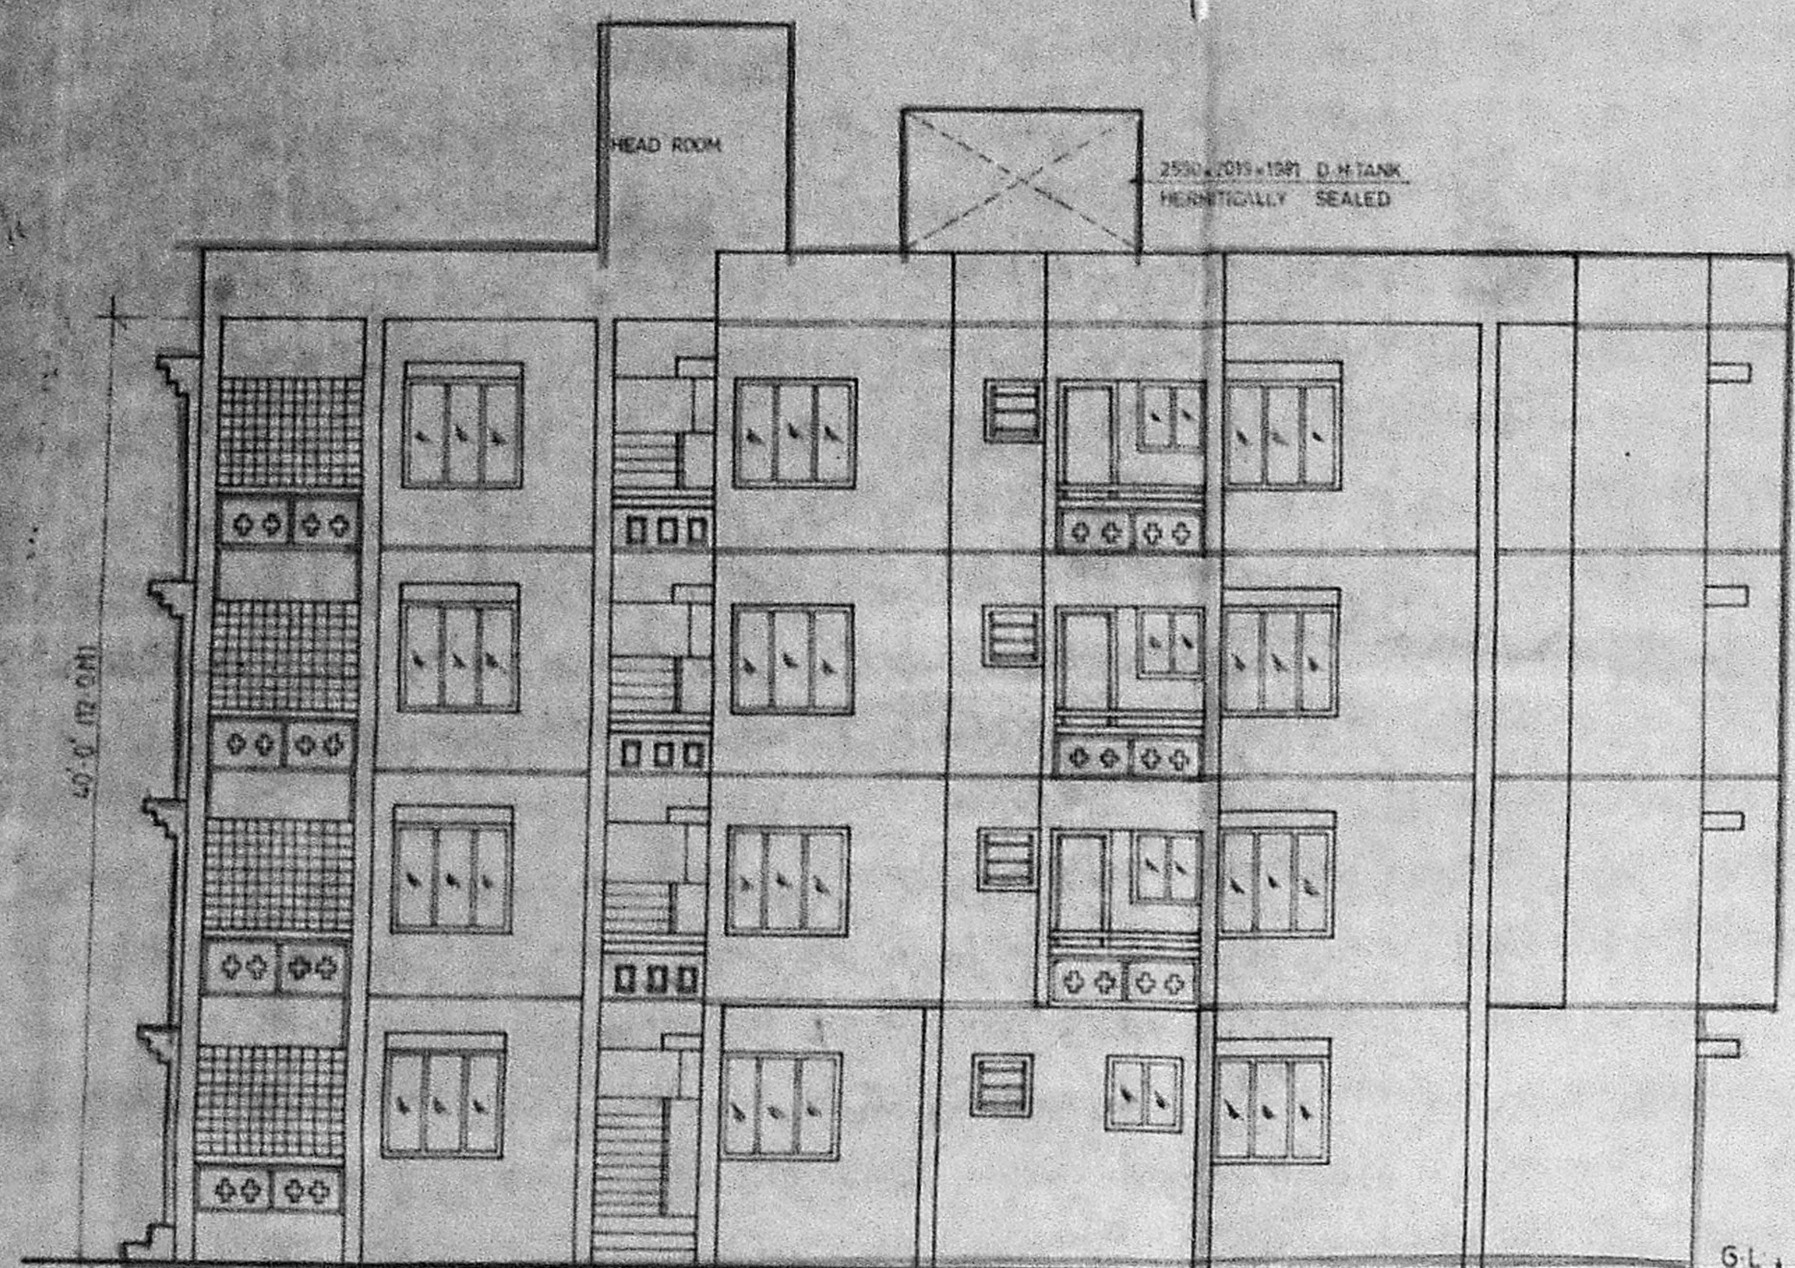 HEAD ROOM
2590×2019×1981 O.H.TANK
HERMITICALLY SEALED
40'-0" (12·0M)
G·L·